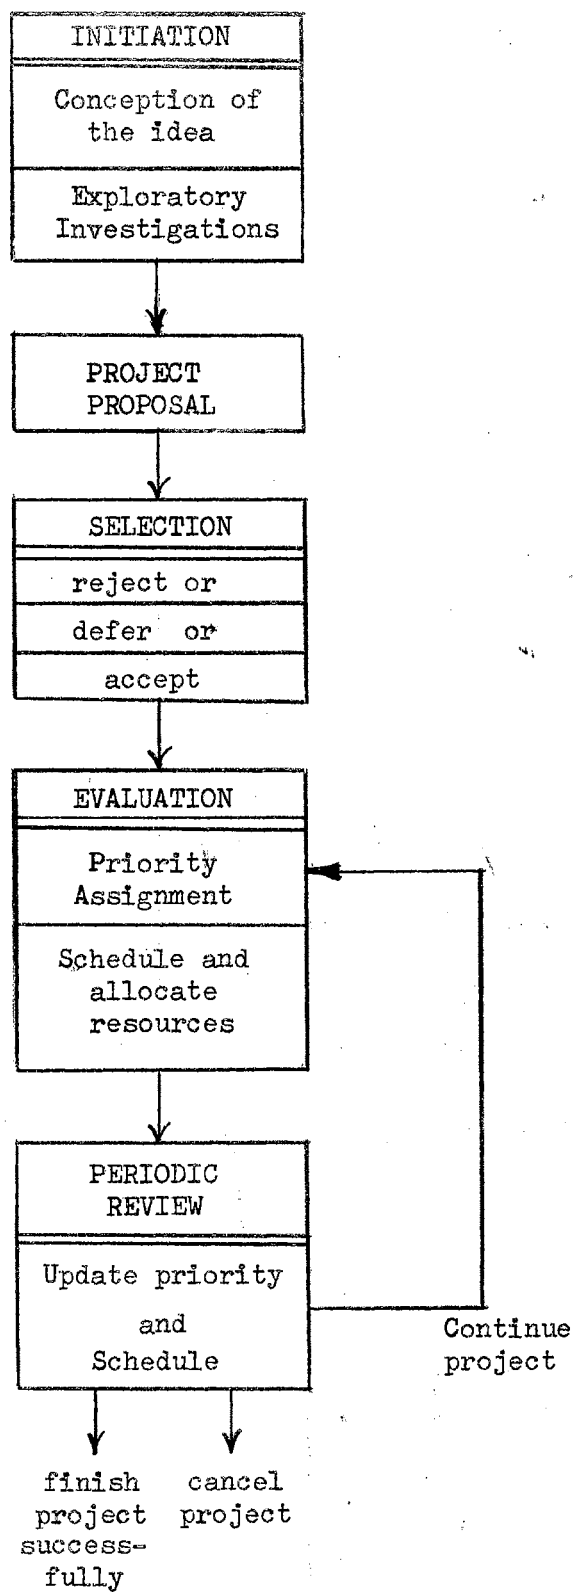 INITIATION
Conception of
the idea
Exploratory
Investigations
PROJECT
PROPOSAL
SELECTION
reject or
defer or
accept
EVALUATION
Priority
Assignment
Schedule and
allocate
resources
PERIODIC
REVIEW
Update priority
and
Schedule
Continue
project
finish
project
success-
fully
cancel
project